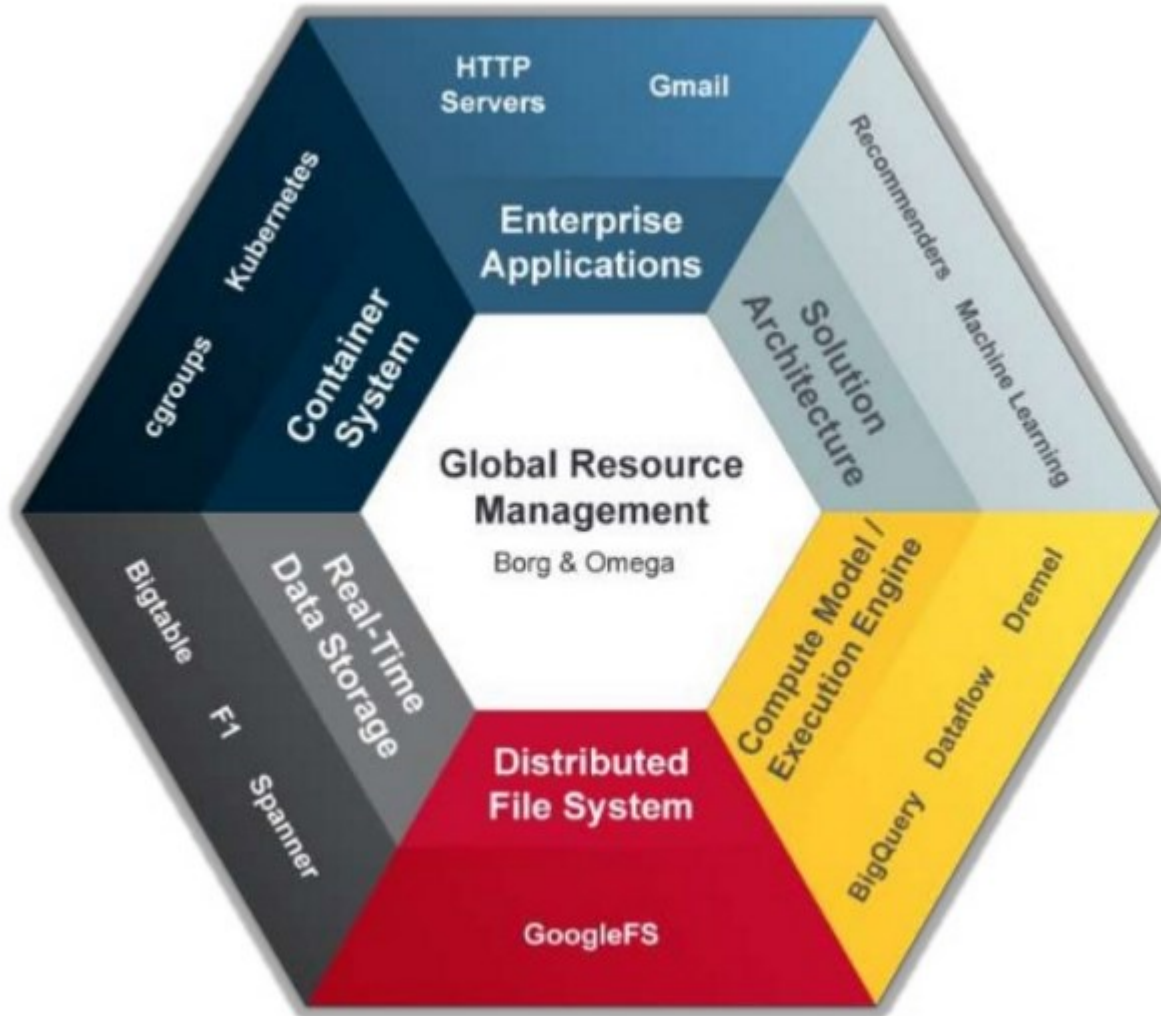 HTTP
Servers
Gmail
Enterprise
Applications
Recommenders
Machine Learning
Solution
Architecture
Kubernetes
cgroups
Container
System
Global Resource
Management
Borg & Omega
Real-Time
Data Storage
Bigtable
F1
Spanner
Compute Model /
Execution Engine
Dremel
Dataflow
BigQuery
Distributed
File System
GoogleFS